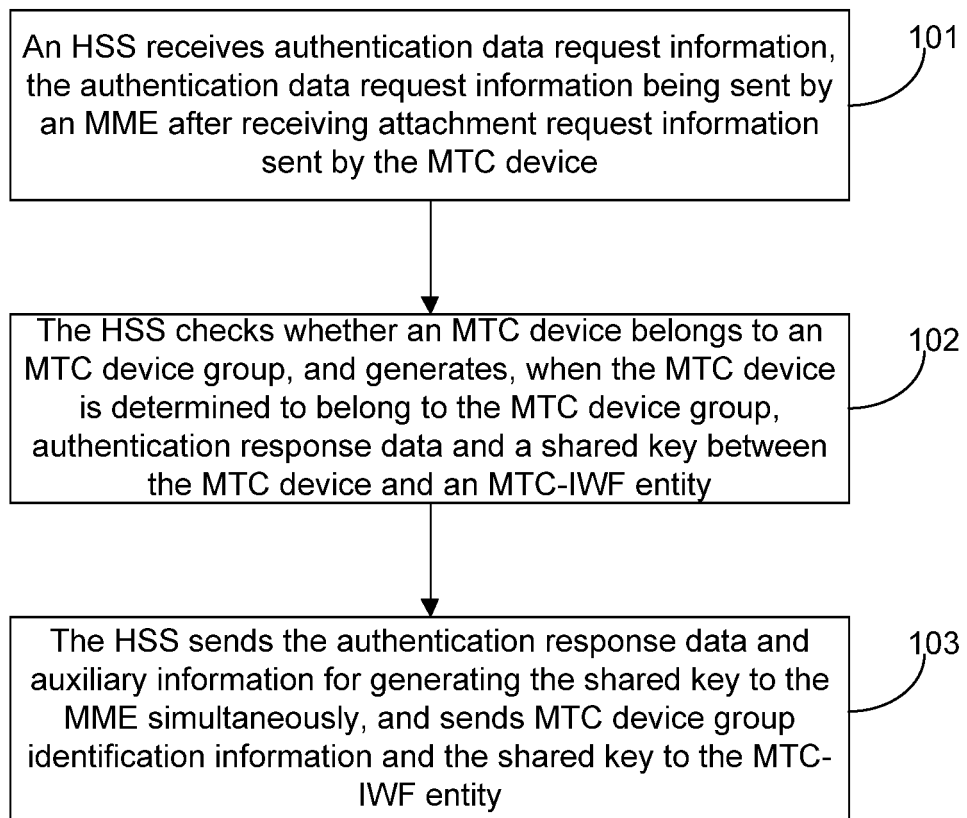 An HSS receives authentication data request information,
the authentication data request information being sent by
an MME after receiving attachment request information
sent by the MTC device
101
The HSS checks whether an MTC device belongs to an
MTC device group, and generates, when the MTC device
is determined to belong to the MTC device group,
authentication response data and a shared key between
the MTC device and an MTC-IWF entity
102
The HSS sends the authentication response data and
auxiliary information for generating the shared key to the
MME simultaneously, and sends MTC device group
identification information and the shared key to the MTC-
IWF entity
103